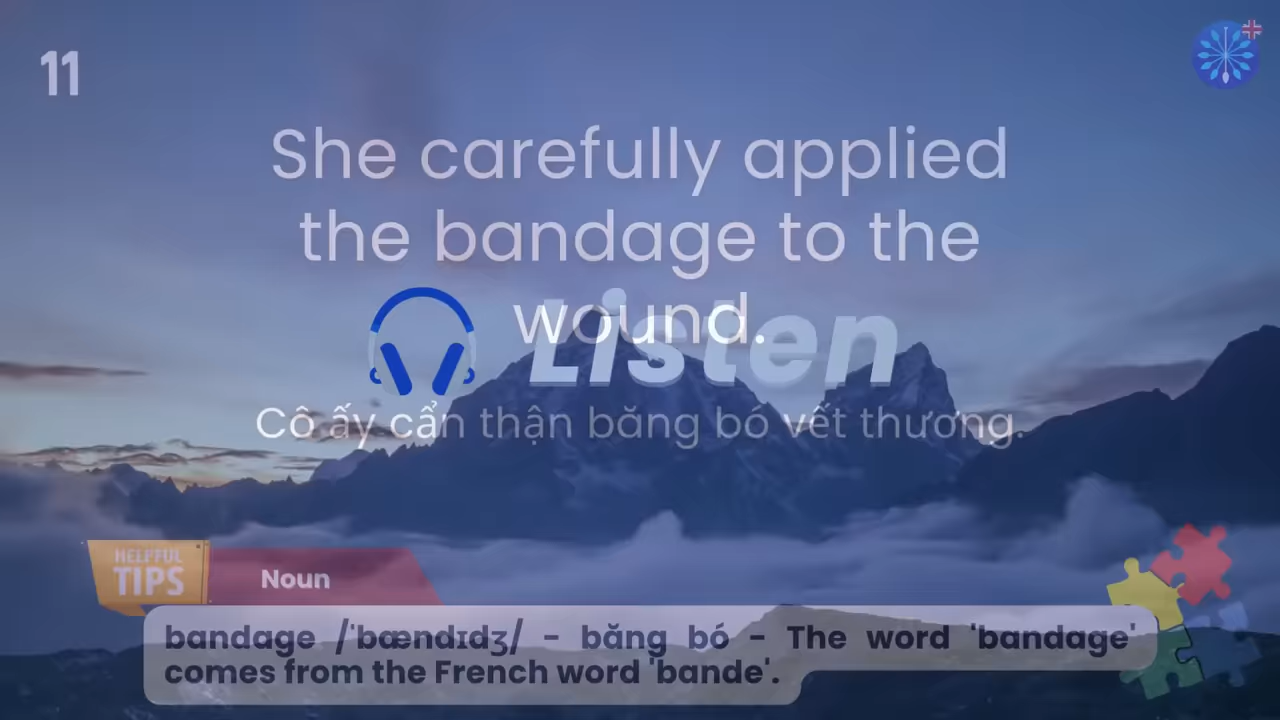 11
She carefully applied
the bandage to the
wound.
Listen
Cô ấy cẩn thận băng bó vết thương
HELPFUL
TIPS
Noun
bandage /'bændɪdʒ/ - băng bó - The word 'bandage'
comes from the French word 'bande'.